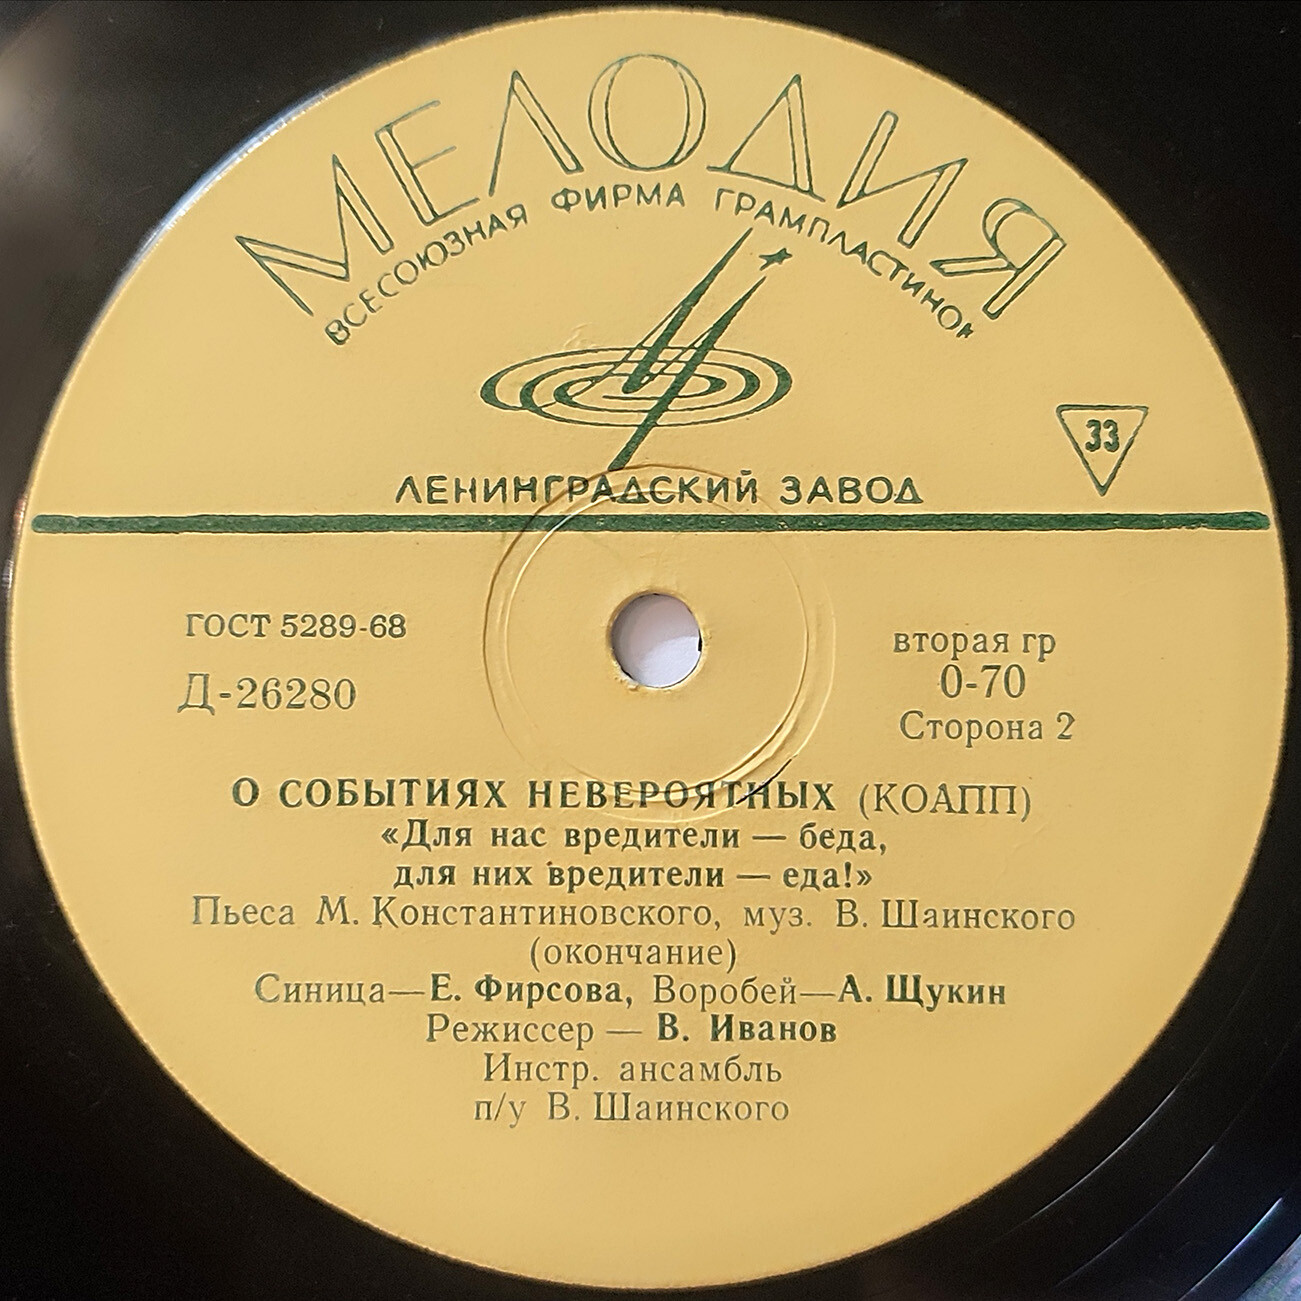 МЕЛОДИЯ
ВСЕСОЮЗНАЯ ФИРМА ГРАМПЛАСТИНОК
33
ЛЕНИНГРАДСКИЙ ЗАВОД
ГОСТ 5289-68
Д-26280
вторая гр
0-70
Сторона 2
О СОБЫТИЯХ НЕВЕРОЯТНЫХ (КОАПП)
«Для нас вредители — беда,
для них вредители — еда!»
Пьеса М. Константиновского, муз. В. Шаинского
(окончание)
Синица—Е. Фирсова, Воробей—А. Щукин
Режиссер — В. Иванов
Инстр. ансамбль
п/у В. Шаинского